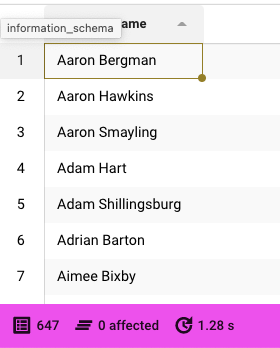 information_schema
ame
1 Aaron Bergman
2 Aaron Hawkins
3 Aaron Smayling
4 Adam Hart
5 Adam Shillingsburg
6 Adrian Barton
7 Aimee Bixby
647 0 affected 1.28 s